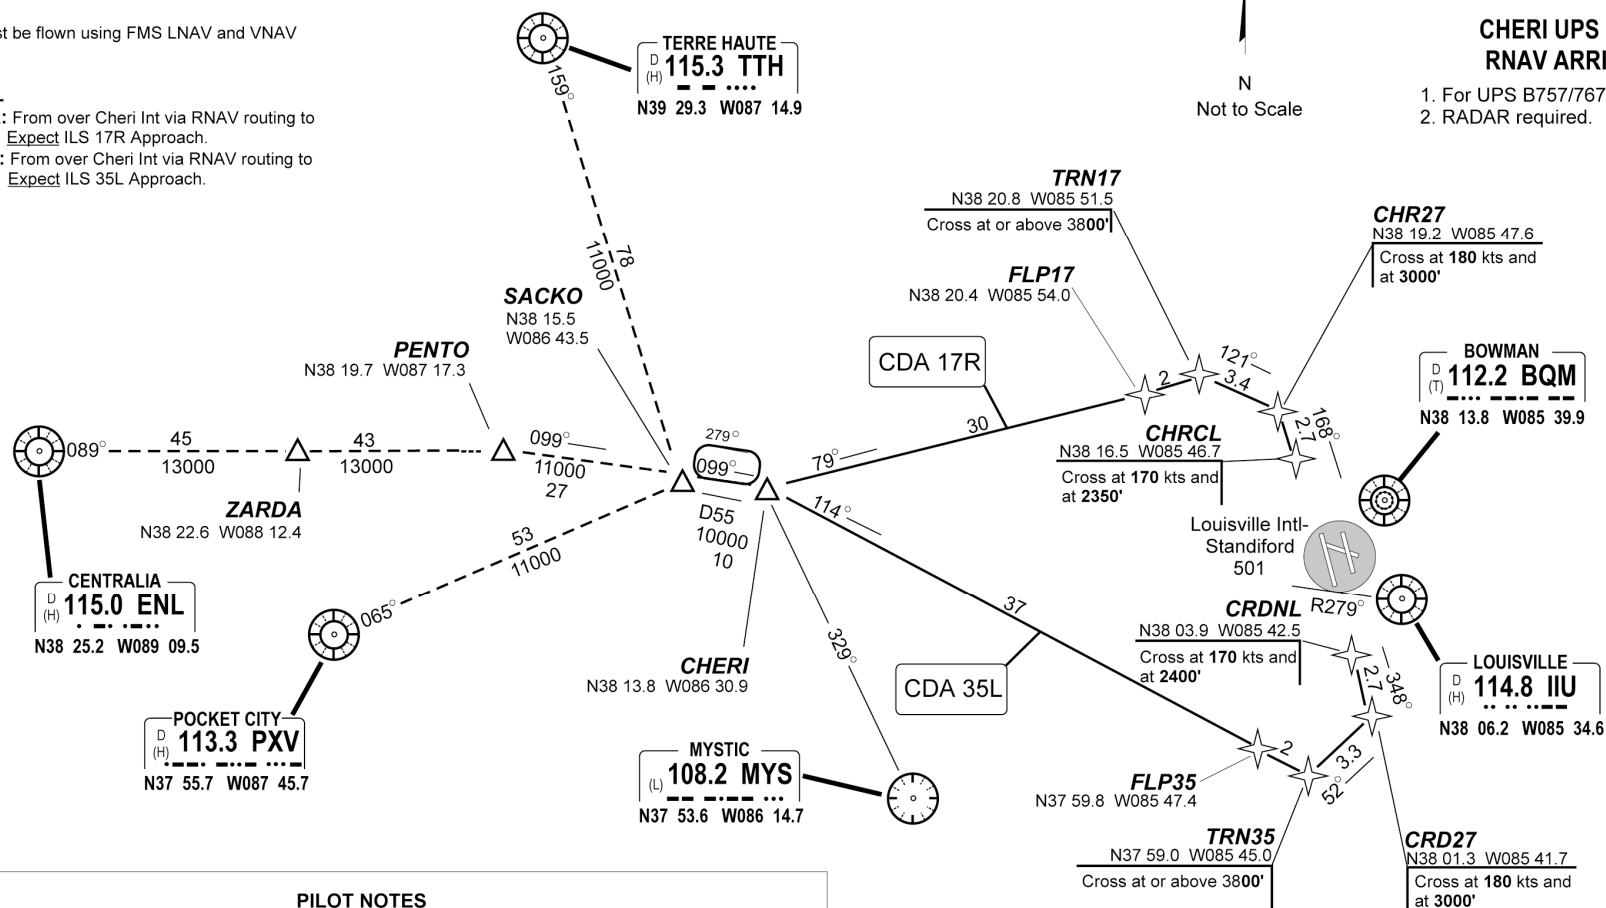 st be flown using FMS LNAV and VNAV
: From over Cheri Int via RNAV routing to
Expect ILS 17R Approach.
: From over Cheri Int via RNAV routing to
Expect ILS 35L Approach.
TERRE HAUTE
D
(H)
115.3 TTH
N39 29.3 W087 14.9
159°
78
11000
N
Not to Scale
CHERI UPS
RNAV ARRI
1. For UPS B757/767
2. RADAR required.
TRN17
N38 20.8 W085 51.5
Cross at or above 3800'
CHR27
N38 19.2 W085 47.6
Cross at 180 kts and
at 3000'
FLP17
N38 20.4 W085 54.0
SACKO
N38 15.5
W086 43.5
PENTO
N38 19.7 W087 17.3
CDA 17R
BOWMAN
D
(T)
112.2 BQM
N38 13.8 W085 39.9
2
121°
3.4
168°
2.7
30
79°
CHRCL
N38 16.5 W085 46.7
Cross at 170 kts and
at 2350'
089°
45
13000
43
13000
099°
11000
27
279°
099°
D55
10000
10
114°
ZARDA
N38 22.6 W088 12.4
53
11000
065°
Louisville Intl-
Standiford
501
R279°
CENTRALIA
D
(H)
115.0 ENL
N38 25.2 W089 09.5
37
CRDNL
N38 03.9 W085 42.5
Cross at 170 kts and
at 2400'
348°
2.7
CHERI
N38 13.8 W086 30.9
329°
CDA 35L
LOUISVILLE
D
(H)
114.8 IIU
N38 06.2 W085 34.6
POCKET CITY
D
(H)
113.3 PXV
N37 55.7 W087 45.7
MYSTIC
(L)
108.2 MYS
N37 53.6 W086 14.7
2
3.3
52°
FLP35
N37 59.8 W085 47.4
TRN35
N37 59.0 W085 45.0
Cross at or above 3800'
CRD27
N38 01.3 W085 41.7
Cross at 180 kts and
at 3000'
PILOT NOTES